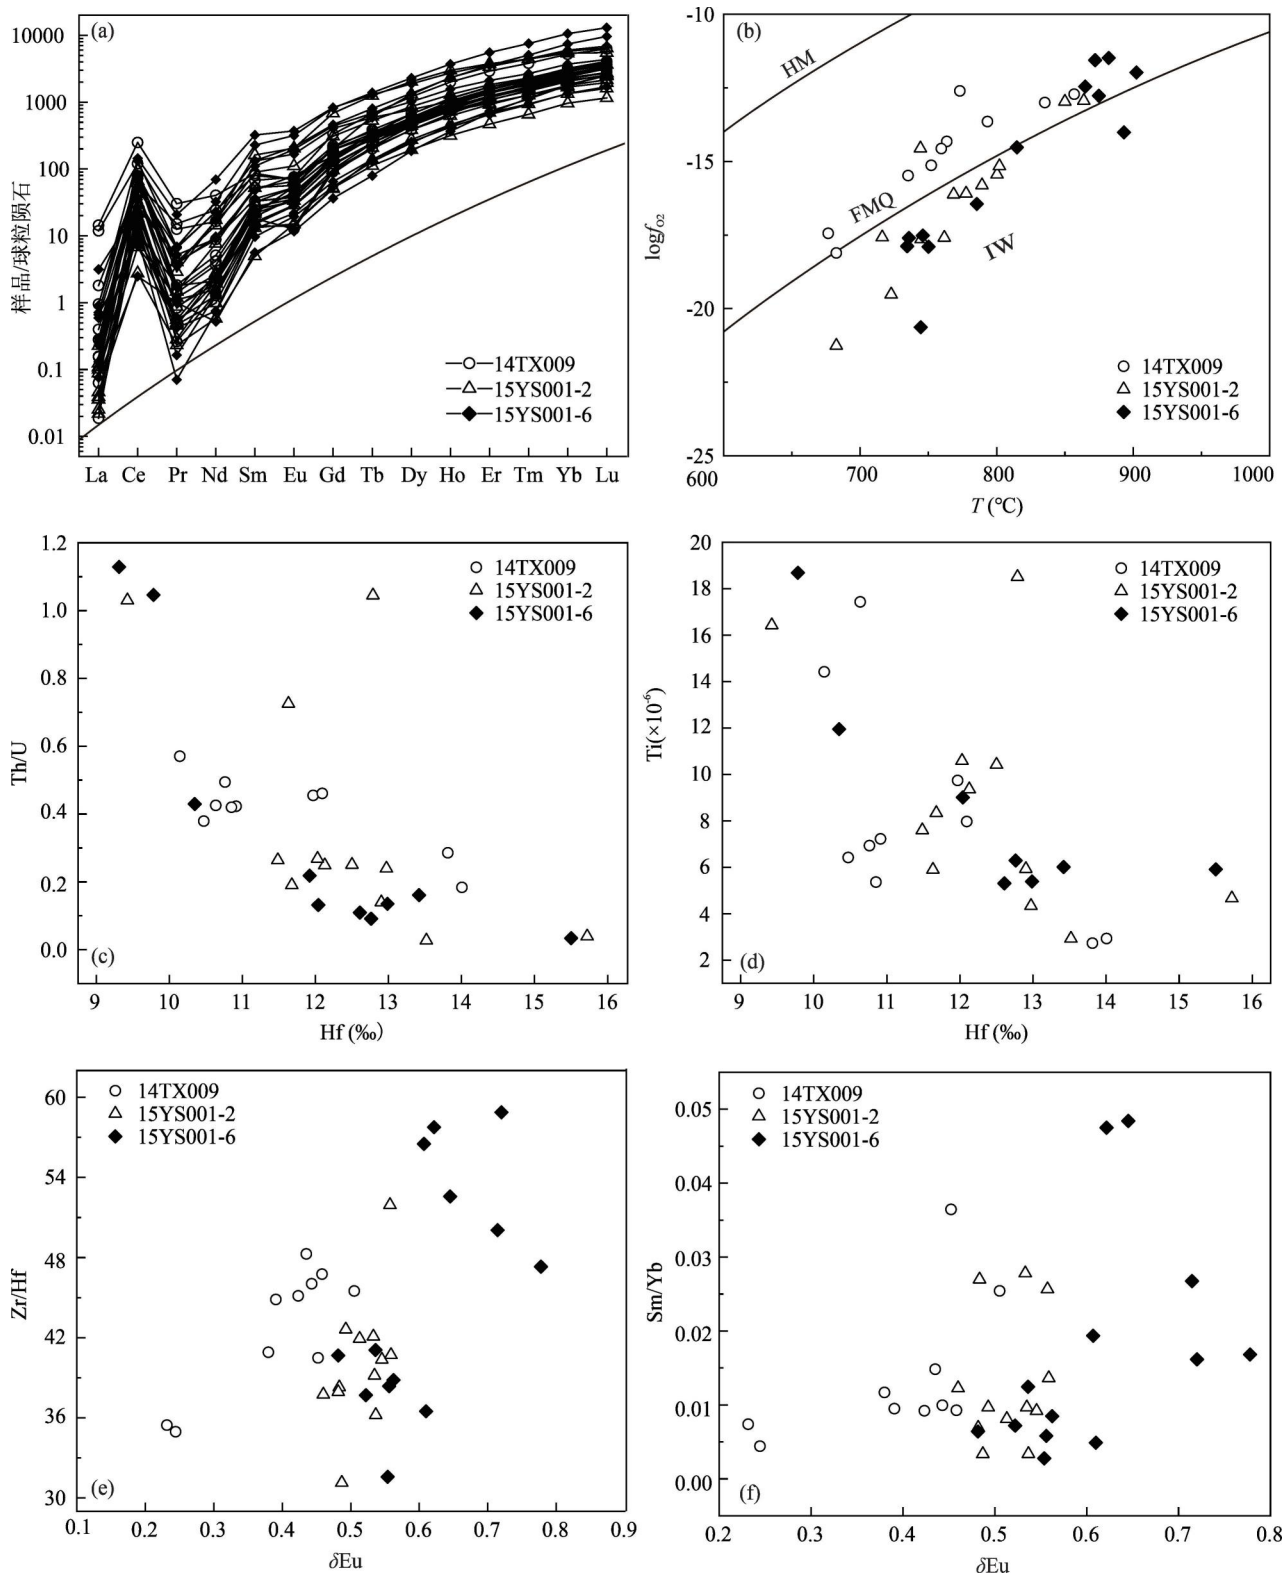 (a)
10000
1000
100
10
1
0.1
0.01
样品/球粒陨石
14TX009
15YS001-2
15YS001-6
La Ce Pr Nd Sm Eu Gd Tb Dy Ho Er Tm Yb Lu
(b)
-10
-15
-20
-25
logfO2
HM
FMQ
IW
14TX009
15YS001-2
15YS001-6
600 700 800 900 1000
T (℃)
1.2
1.0
0.8
0.6
0.4
0.2
0.0
Th/U
14TX009
15YS001-2
15YS001-6
(c)
9 10 11 12 13 14 15 16
Hf (‰)
20
18
16
14
12
10
8
6
4
2
Ti(×10⁻⁶)
14TX009
15YS001-2
15YS001-6
(d)
9 10 11 12 13 14 15 16
Hf (‰)
60
54
48
42
36
30
Zr/Hf
14TX009
15YS001-2
15YS001-6
(e)
0.1 0.2 0.3 0.4 0.5 0.6 0.7 0.8 0.9
δEu
0.05
0.04
0.03
0.02
0.01
0.00
Sm/Yb
14TX009
15YS001-2
15YS001-6
(f)
0.2 0.3 0.4 0.5 0.6 0.7 0.8
δEu